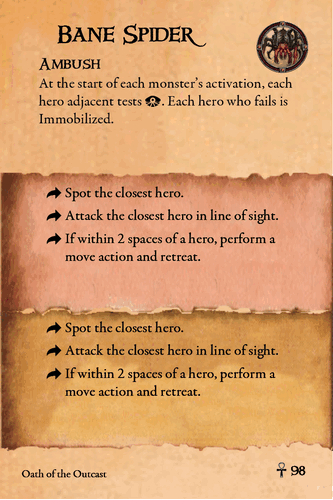 Bane Spider
Ambush
At the start of each monster's activation, each
hero adjacent tests . Each hero who fails is
Immobilized.
Spot the closest hero.
Attack the closest hero in line of sight.
If within 2 spaces of a hero, perform a
move action and retreat.
Spot the closest hero.
Attack the closest hero in line of sight.
If within 2 spaces of a hero, perform a
move action and retreat.
Oath of the Outcast
98